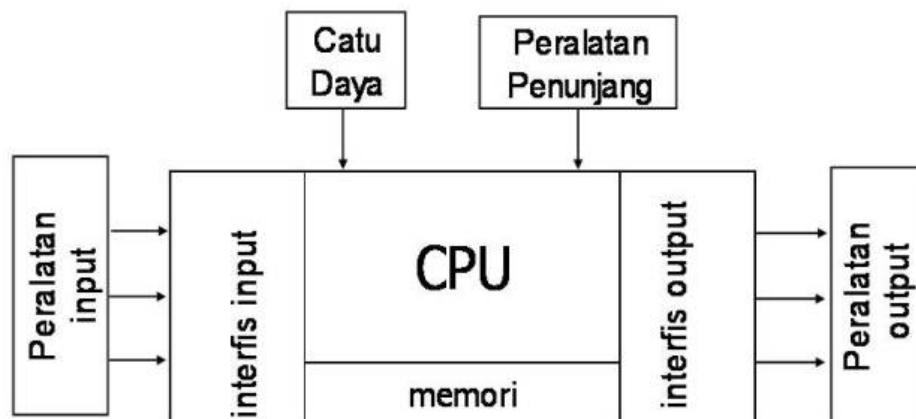 Catu
Daya
Peralatan
Penunjang
Peralatan
input
interfis input
CPU
memori
interfis output
Peralatan
output